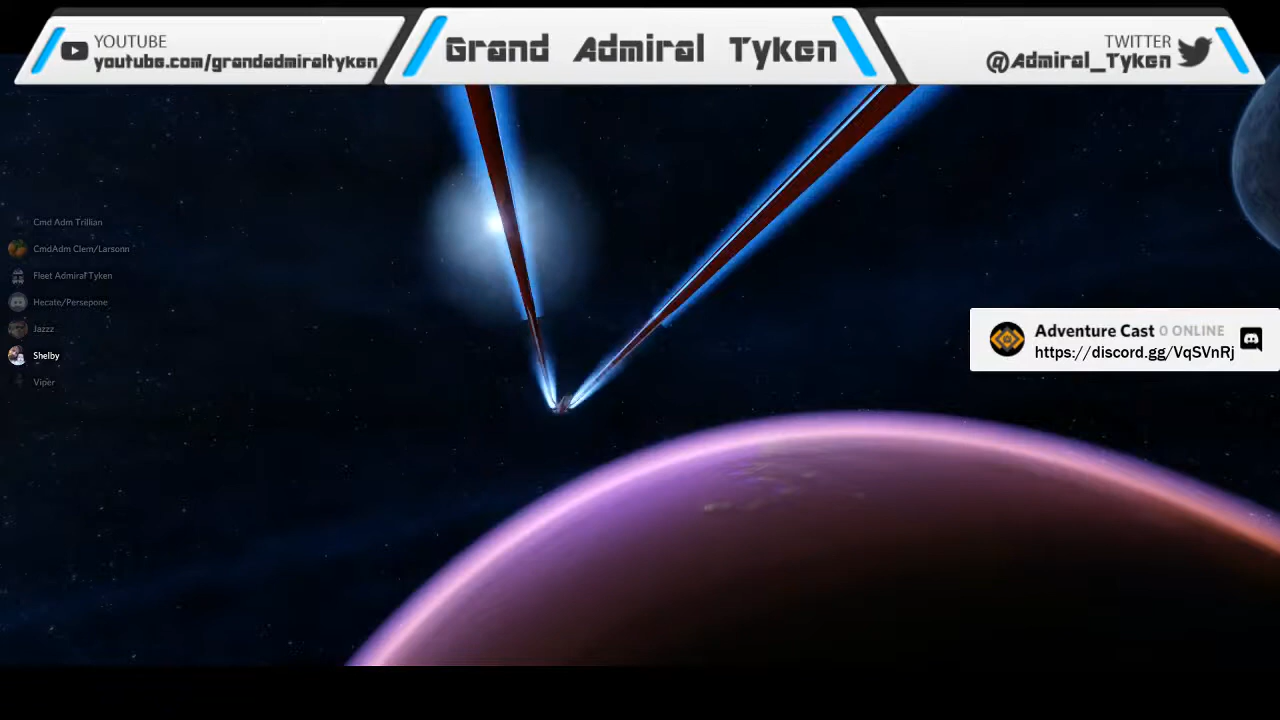 YOUTUBE
youtube.com/grandadmiraltyken
Grand Admiral Tyken
TWITTER
@Admiral_Tyken
Cmd Adm Trillian
CmdAdm Clem/Larsonn
Fleet Admiral Tyken
Hecate/Persepone
Jazzz
Shelby
Viper
Adventure Cast 0 ONLINE
https://discord.gg/VqSVnRj